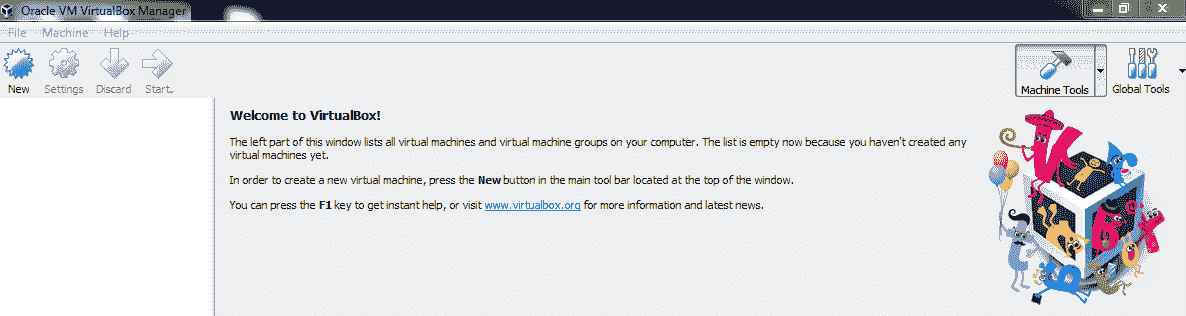 Oracle VM VirtualBox Manager
File Machine Help
New Settings Discard Start
Machine Tools Global Tools
Welcome to VirtualBox!
The left part of this window lists all virtual machines and virtual machine groups on your computer. The list is empty now because you haven't created any
virtual machines yet.
In order to create a new virtual machine, press the New button in the main tool bar located at the top of the window.
You can press the F1 key to get instant help, or visit www.virtualbox.org for more information and latest news.